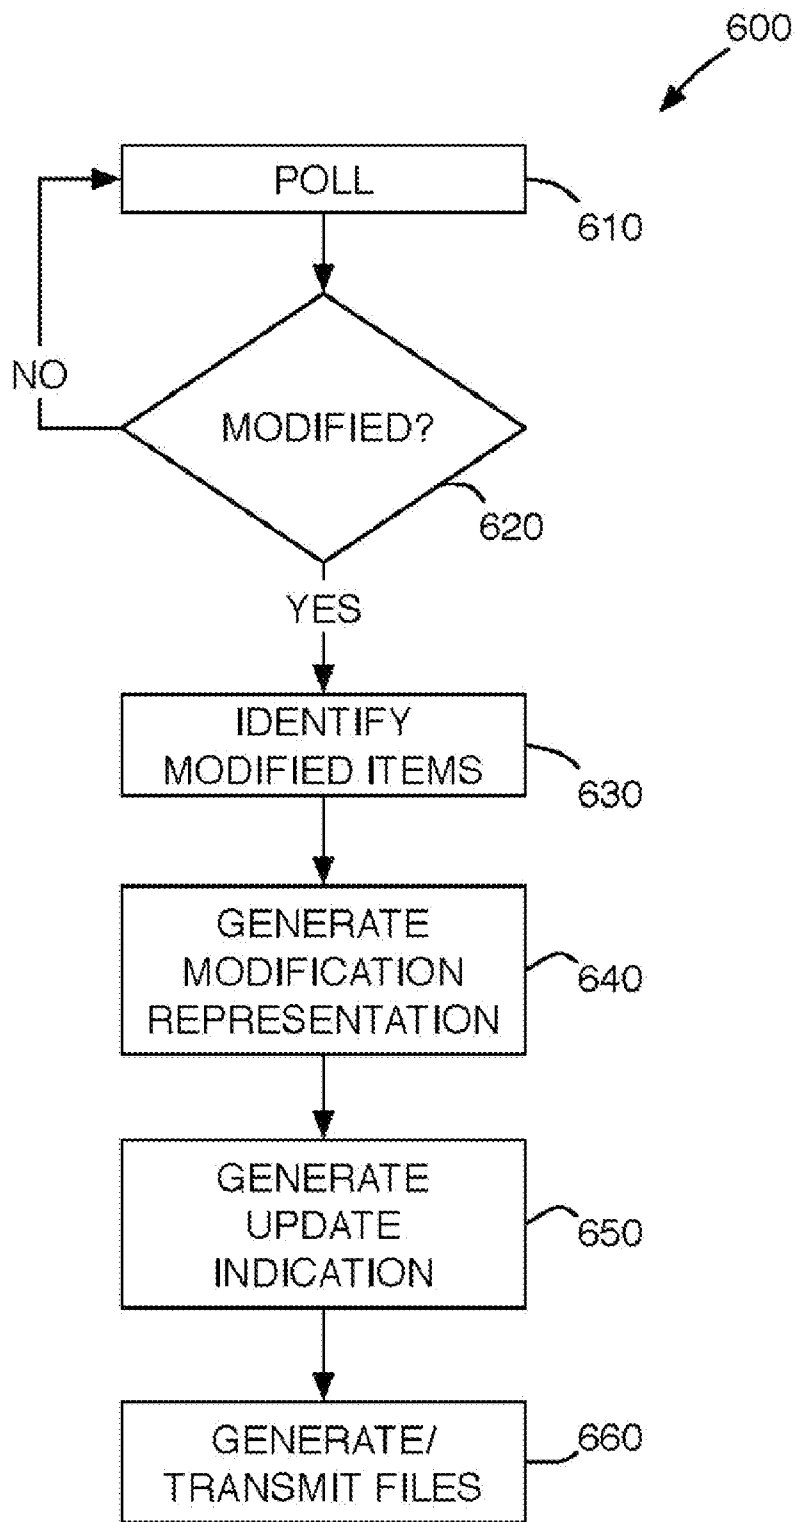 600
POLL
610
NO
MODIFIED?
620
YES
IDENTIFY
MODIFIED ITEMS
630
GENERATE
MODIFICATION
REPRESENTATION
640
GENERATE
UPDATE
INDICATION
650
GENERATE/
TRANSMIT FILES
660